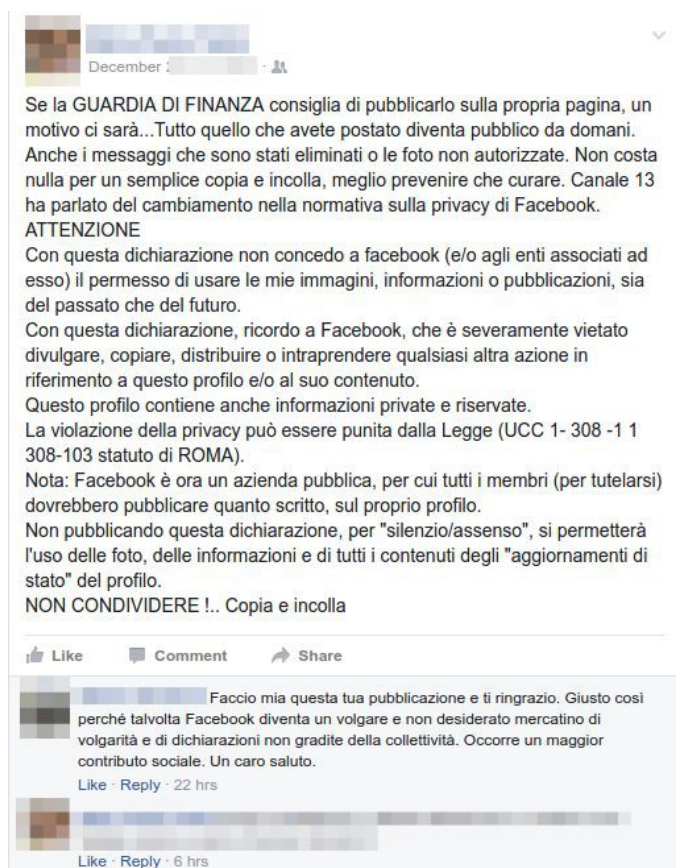 December 2
Se la GUARDIA DI FINANZA consiglia di pubblicarlo sulla propria pagina, un
motivo ci sarà...Tutto quello che avete postato diventa pubblico da domani.
Anche i messaggi che sono stati eliminati o le foto non autorizzate. Non costa
nulla per un semplice copia e incolla, meglio prevenire che curare. Canale 13
ha parlato del cambiamento nella normativa sulla privacy di Facebook.
ATTENZIONE
Con questa dichiarazione non concedo a facebook (e/o agli enti associati ad
esso) il permesso di usare le mie immagini, informazioni o pubblicazioni, sia
del passato che del futuro.
Con questa dichiarazione, ricordo a Facebook, che è severamente vietato
divulgare, copiare, distribuire o intraprendere qualsiasi altra azione in
riferimento a questo profilo e/o al suo contenuto.
Questo profilo contiene anche informazioni private e riservate.
La violazione della privacy può essere punita dalla Legge (UCC 1- 308 -1 1
308-103 statuto di ROMA).
Nota: Facebook è ora un azienda pubblica, per cui tutti i membri (per tutelarsi)
dovrebbero pubblicare quanto scritto, sul proprio profilo.
Non pubblicando questa dichiarazione, per "silenzio/assenso", si permetterà
l'uso delle foto, delle informazioni e di tutti i contenuti degli "aggiornamenti di
stato" del profilo.
NON CONDIVIDERE !.. Copia e incolla
Like Comment Share
Faccio mia questa tua pubblicazione e ti ringrazio. Giusto così
perché talvolta Facebook diventa un volgare e non desiderato mercatino di
volgarità e di dichiarazioni non gradite della collettività. Occorre un maggior
contributo sociale. Un caro saluto.
Like · Reply · 22 hrs
Like · Reply · 6 hrs